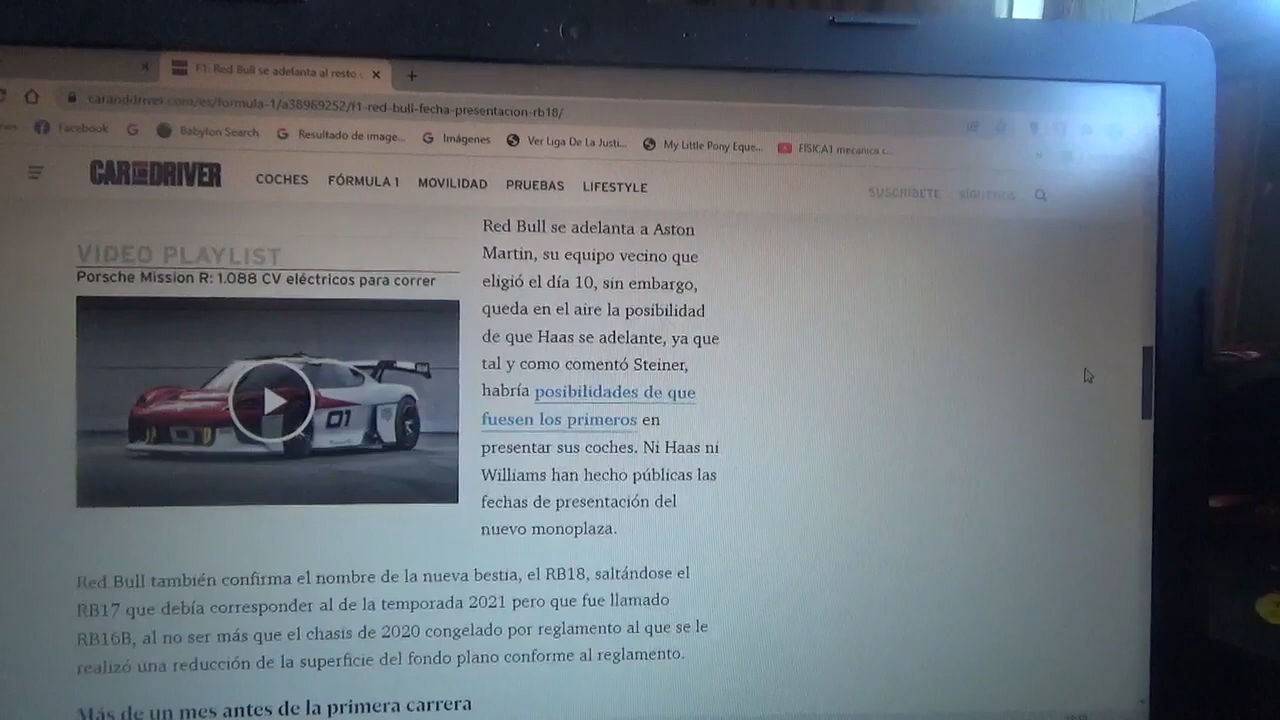 F1: Red Bull se adelanta al resto
caranddriver.com/es/formula-1/a38969252/f1-red-bull-fecha-presentacion-rb18/
Facebook
Babylon Search
Resultado de image...
Imágenes
Ver Liga De La Justi...
My Little Pony Eque...
FISICA1 mecanica c...
CAR AND DRIVER
COCHES
FÓRMULA 1
MOVILIDAD
PRUEBAS
LIFESTYLE
SUSCRÍBETE
SÍGUENOS
VIDEO PLAYLIST
Porsche Mission R: 1.088 CV eléctricos para correr
01
Red Bull se adelanta a Aston
Martin, su equipo vecino que
eligió el día 10, sin embargo,
queda en el aire la posibilidad
de que Haas se adelante, ya que
tal y como comentó Steiner,
habría posibilidades de que
fuesen los primeros en
presentar sus coches. Ni Haas ni
Williams han hecho públicas las
fechas de presentación del
nuevo monoplaza.
Red Bull también confirma el nombre de la nueva bestia, el RB18, saltándose el
RB17 que debía corresponder al de la temporada 2021 pero que fue llamado
RB16B, al no ser más que el chasis de 2020 congelado por reglamento al que se le
realizó una reducción de la superficie del fondo plano conforme al reglamento.
Más de un mes antes de la primera carrera